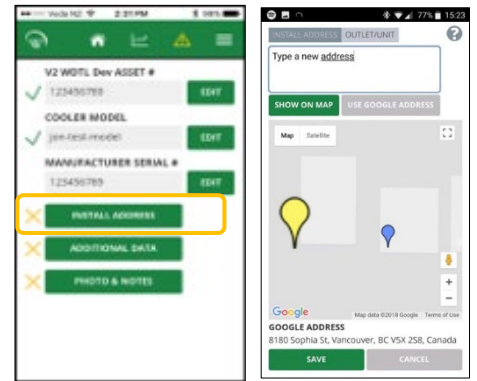 Voda NZ 2:21 PM
V2 WDTL Dev ASSET #
123456789 EDIT
COOLER MODEL
jon-test-model EDIT
MANUFACTURER SERIAL #
123456789 EDIT
INSTALL ADDRESS
ADDITIONAL DATA
PHOTO & NOTES
77% 15:23
INSTALL ADDRESS OUTLET/UNIT ?
Type a new address
SHOW ON MAP USE GOOGLE ADDRESS
Map Satellite
+
−
Google Map data ©2018 Google Terms of Use
GOOGLE ADDRESS
8180 Sophia St, Vancouver, BC V5X 2S8, Canada
SAVE CANCEL